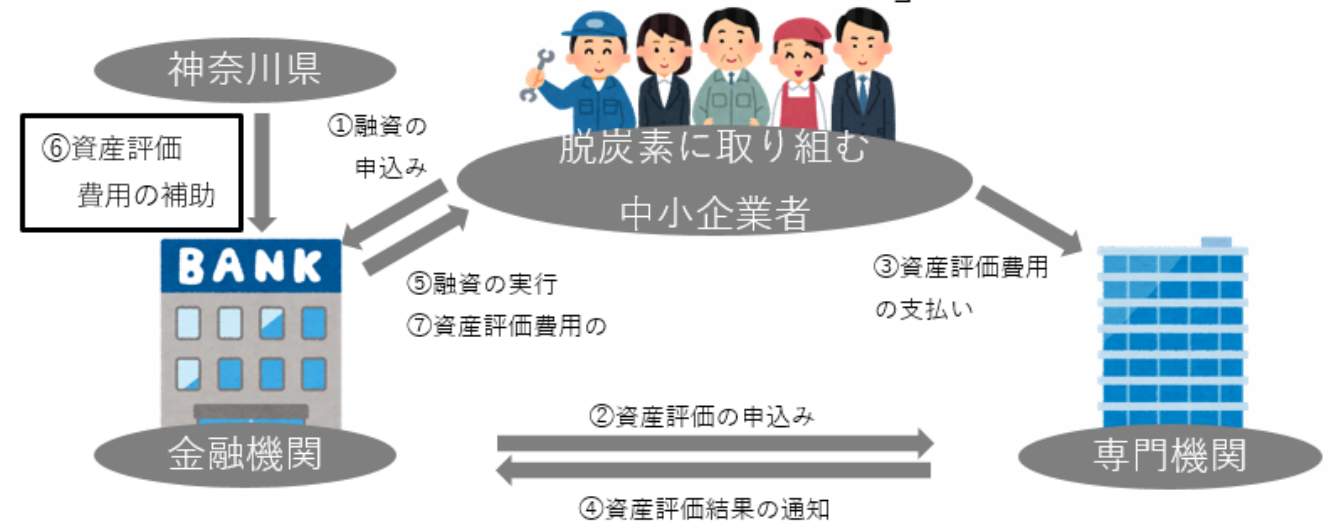 神奈川県
⑥資産評価
費用の補助
①融資の
申込み
脱炭素に取り組む
中小企業者
BANK
⑤融資の実行
⑦資産評価費用の
③資産評価費用
の支払い
②資産評価の申込み
金融機関
専門機関
④資産評価結果の通知